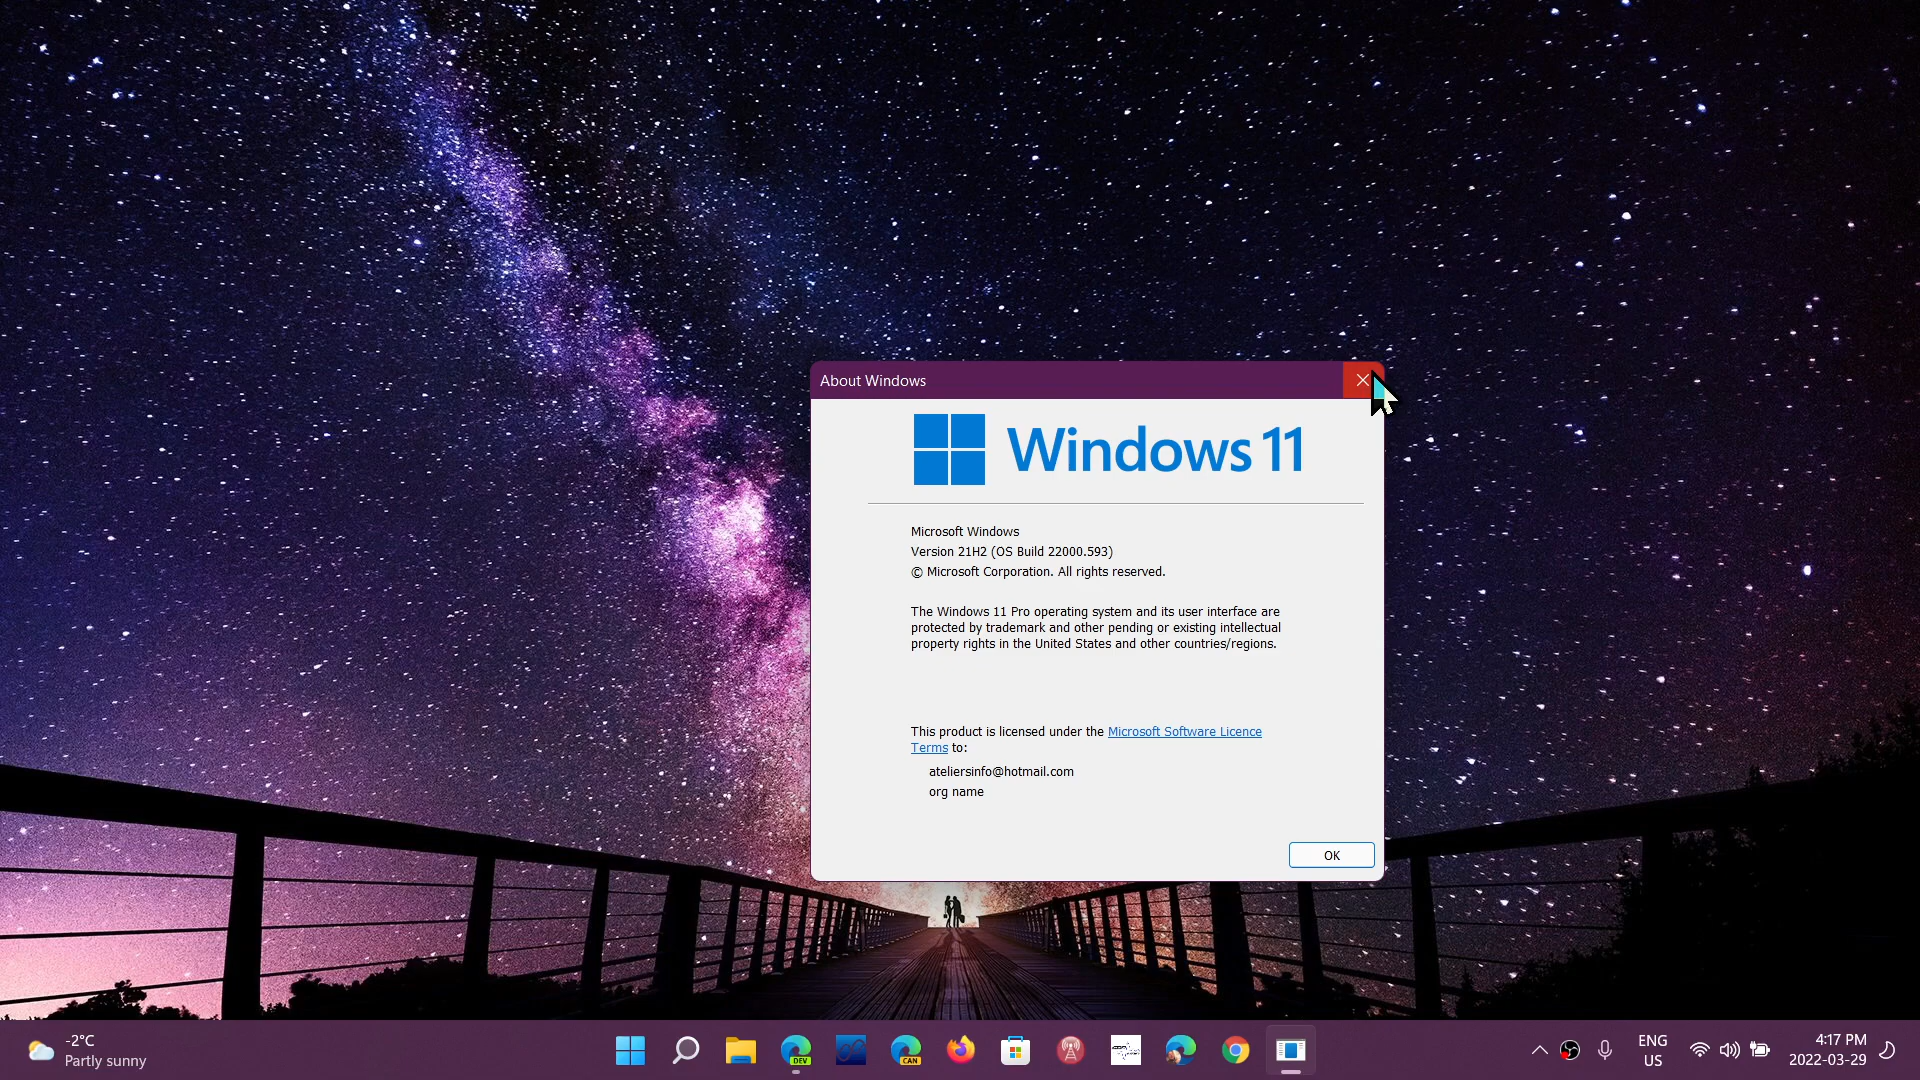 About Windows
Windows 11
Microsoft Windows
Version 21H2 (OS Build 22000.593)
© Microsoft Corporation. All rights reserved.
The Windows 11 Pro operating system and its user interface are
protected by trademark and other pending or existing intellectual
property rights in the United States and other countries/regions.
This product is licensed under the Microsoft Software Licence
Terms to:
ateliersinfo@hotmail.com
org name
OK
-2°C
Partly sunny
DEV
CAN
ENG
US
4:17 PM
2022-03-29